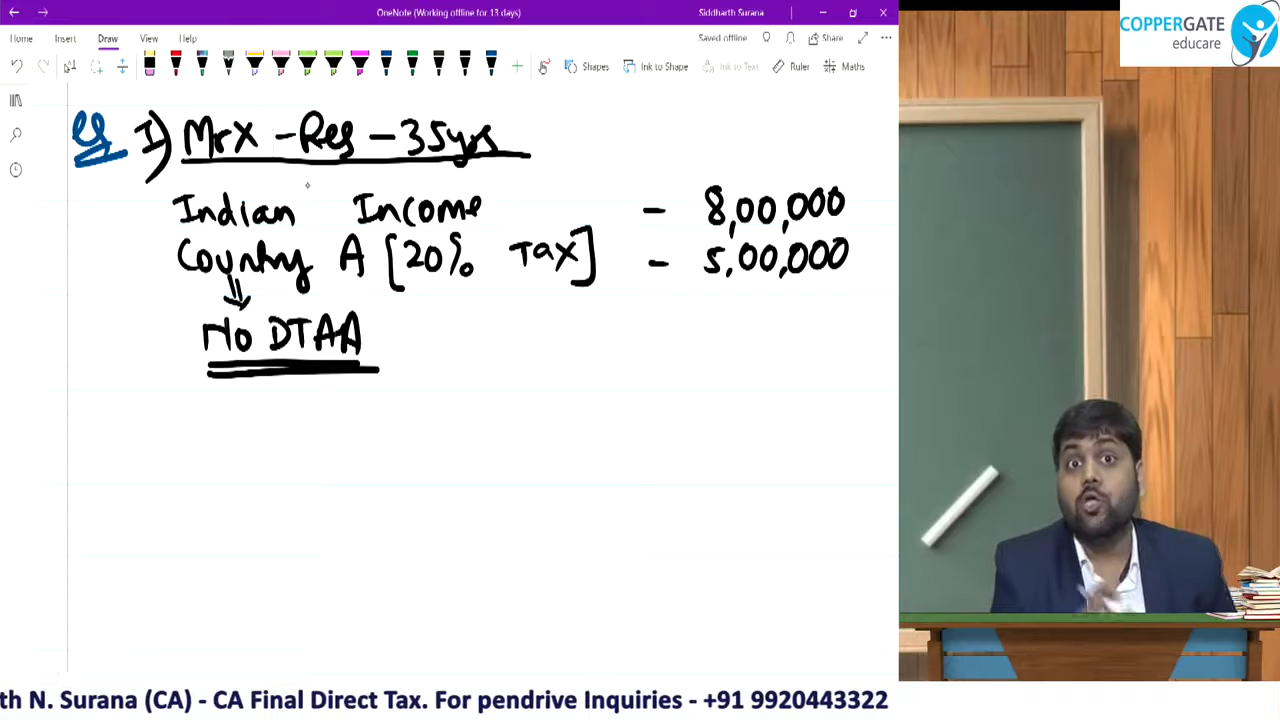 OneNote (Working offline for 13 days)
Siddharth Surana
Home Insert Draw View Help
Saved offline
Share
Shapes
Ink to Shape
Ink to Text
Ruler
Maths
COPPERGATE
educare
Eg I) Mr X - Res - 35yrs
Indian Income - 8,00,000
Country A [20% Tax] - 5,00,000
No DTAA
th N. Surana (CA) - CA Final Direct Tax. For pendrive Inquiries - +91 9920443322